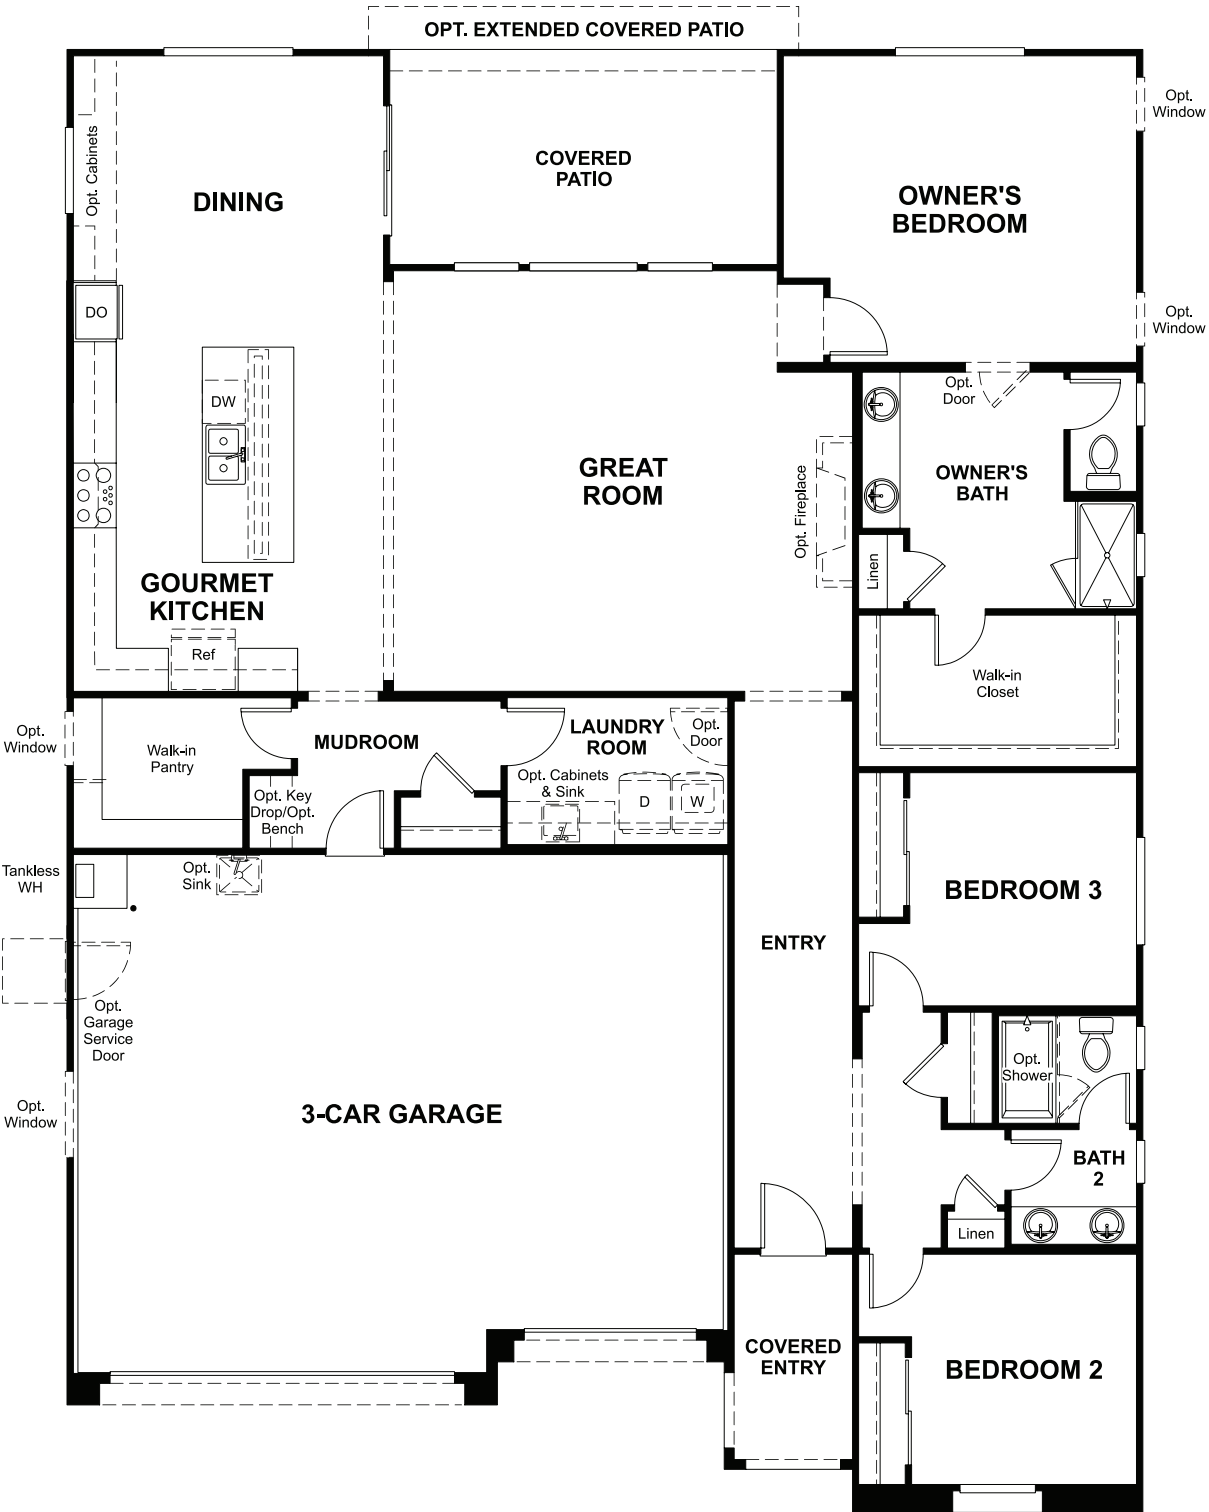 OPT. EXTENDED COVERED PATIO
Opt.
Window
Opt. Cabinets
COVERED
PATIO
DINING
OWNER'S
BEDROOM
DO
Opt.
Window
DW
Opt.
Door
GREAT
ROOM
OWNER'S
BATH
Opt. Fireplace
Linen
GOURMET
KITCHEN
Ref
Walk-in
Closet
Opt.
Window
Walk-in
Pantry
MUDROOM
LAUNDRY
ROOM
Opt.
Door
Opt. Cabinets
& Sink
Opt. Key
Drop/Opt.
Bench
D
W
Tankless
WH
Opt.
Sink
BEDROOM 3
ENTRY
Opt.
Garage
Service
Door
Opt.
Shower
Opt.
Window
3-CAR GARAGE
BATH
2
Linen
COVERED
ENTRY
BEDROOM 2